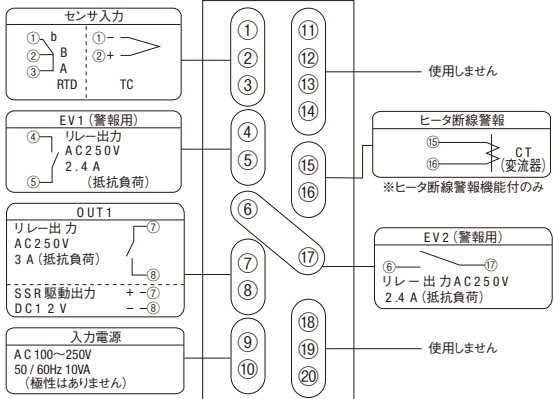 センサ入力
① b
② B
③ A
RTD
①-
②+
TC
EV1(警報用)
④ リレー出力
AC250V
2.4A
⑤ (抵抗負荷)
OUT1
リレー出力 ⑦
AC250V
3A(抵抗負荷)
⑧
SSR駆動出力 + -⑦
DC12V - -⑧
入力電源
AC100~250V
50/60Hz 10VA
(極性はありません)
①
②
③
④
⑤
⑥
⑦
⑧
⑨
⑩
⑪
⑫
⑬
⑭
⑮
⑯
⑰
⑱
⑲
⑳
使用しません
ヒータ断線警報
⑮
CT
⑯ (変流器)
※ヒータ断線警報機能付のみ
EV2(警報用)
⑥ ⑰
リレー出力AC250V
2.4A(抵抗負荷)
使用しません